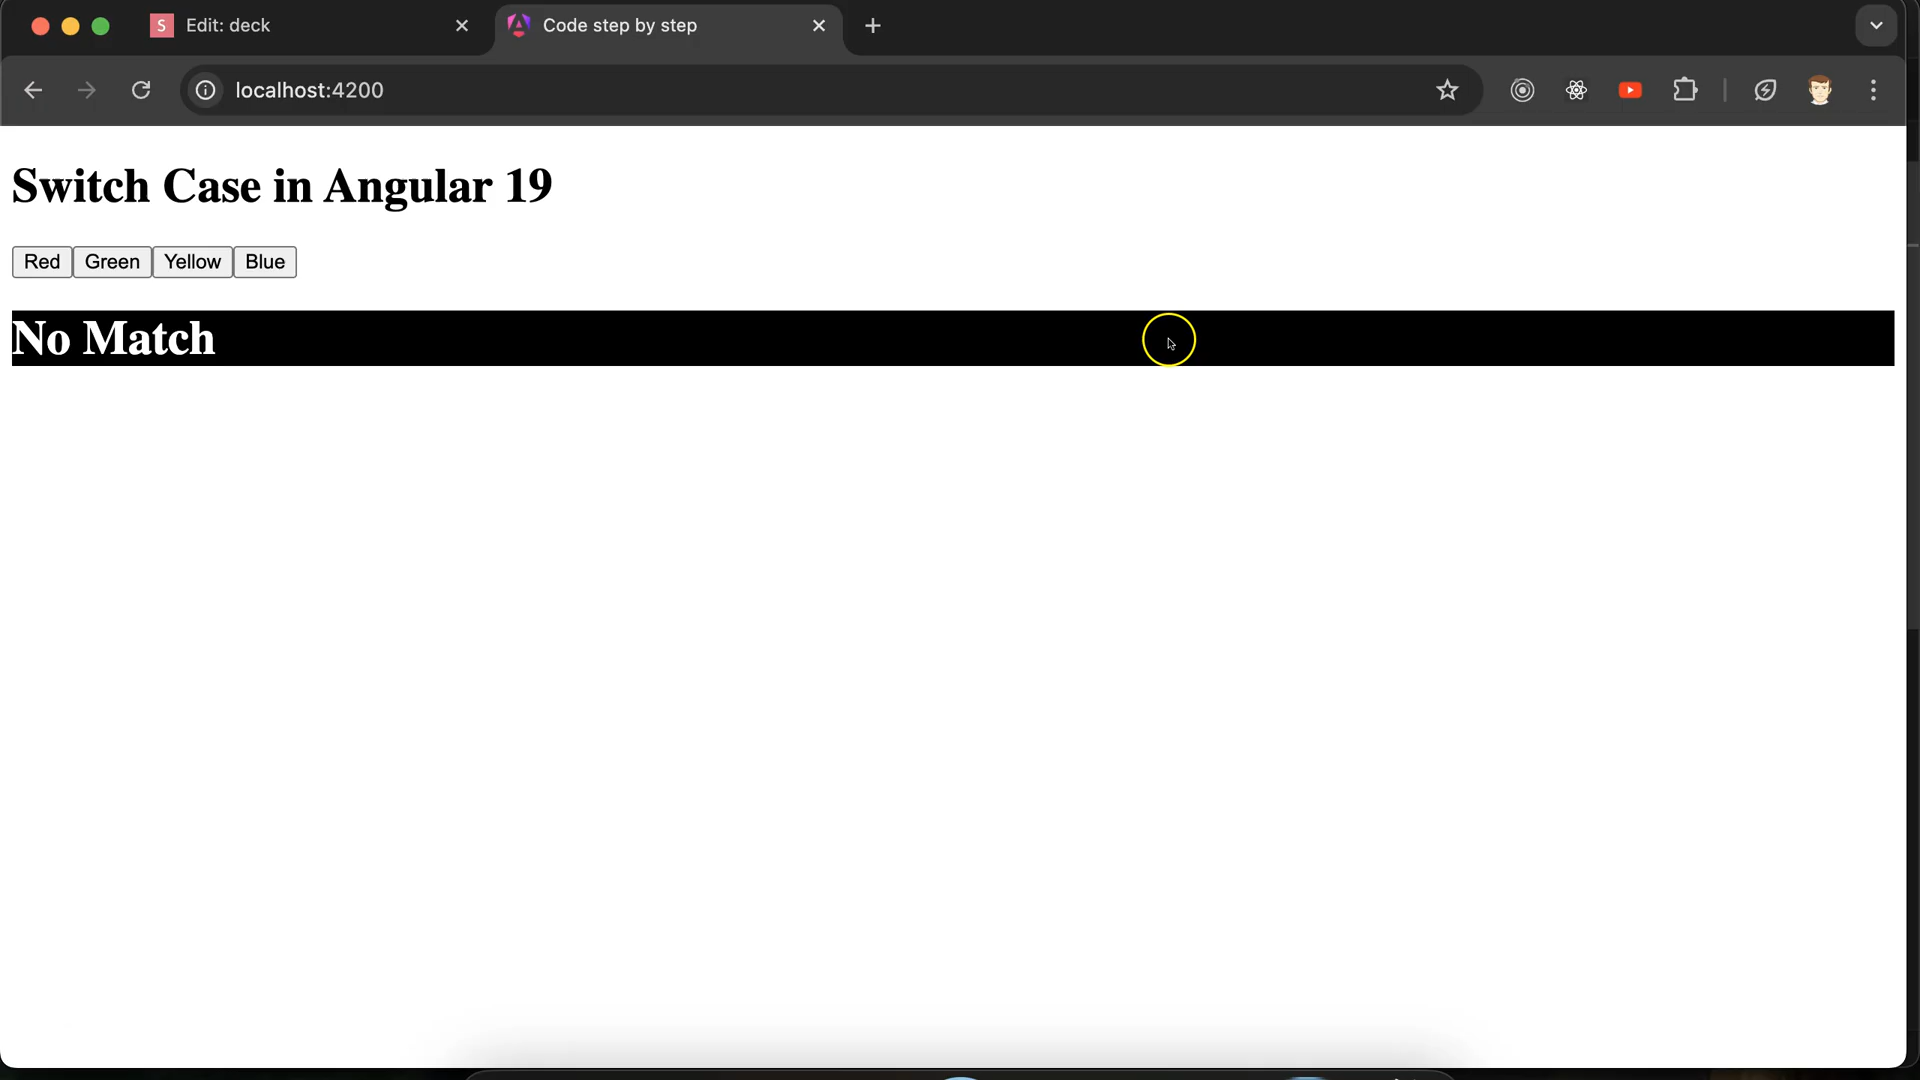 S Edit: deck
Code step by step
localhost:4200
Switch Case in Angular 19
Red Green Yellow Blue
No Match